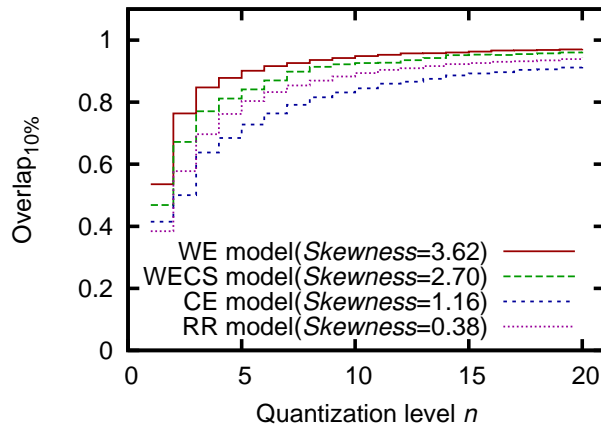 1
0.8
0.6
0.4
0.2
0
Overlap10%
WE model(Skewness=3.62)
WECS model(Skewness=2.70)
CE model(Skewness=1.16)
RR model(Skewness=0.38)
0 5 10 15 20
Quantization level n